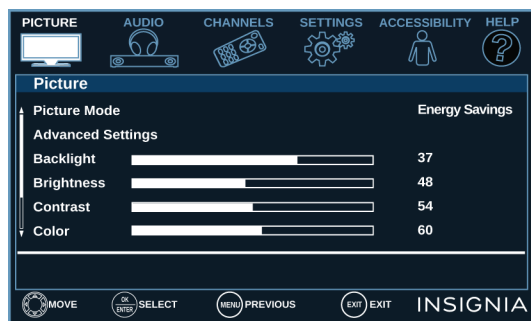 PICTURE AUDIO CHANNELS SETTINGS ACCESSIBILITY HELP
?
Picture
Picture Mode Energy Savings
Advanced Settings
Backlight 37
Brightness 48
Contrast 54
Color 60
MOVE OK ENTER SELECT MENU PREVIOUS EXIT EXIT INSIGNIA